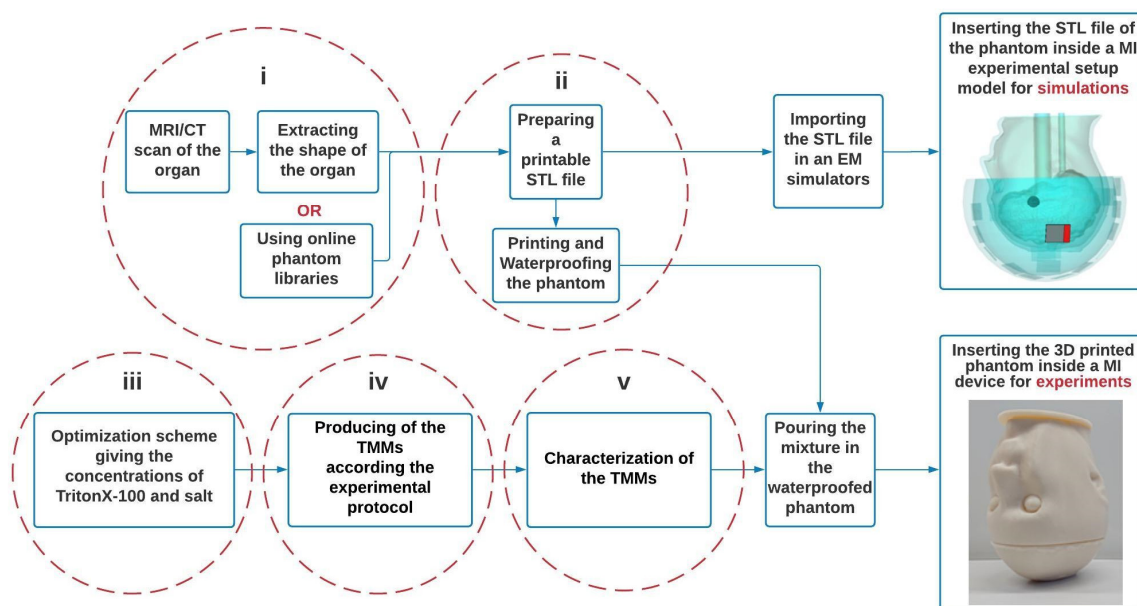 i
MRI/CT
scan of the
organ
Extracting
the shape of
the organ
OR
Using online
phantom
libraries
ii
Preparing
a
printable
STL file
Printing and
Waterproofing
the phantom
Importing
the STL file
in an EM
simulators
Inserting the STL file of
the phantom inside a MI
experimental setup
model for simulations
iii
Optimization scheme
giving the
concentrations of
TritonX-100 and salt
iv
Producing of the
TMMs
according the
experimental
protocol
v
Characterization of
the TMMs
Pouring the
mixture in
the
waterproofed
phantom
Inserting the 3D printed
phantom inside a MI
device for experiments